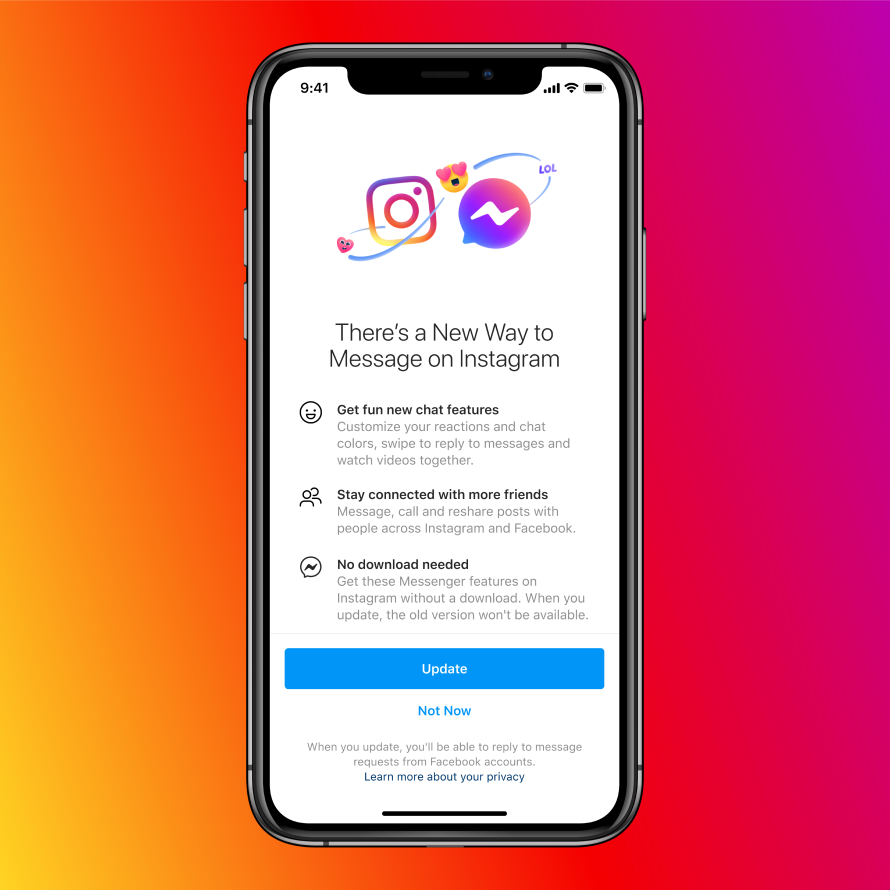 9:41
LOL
There's a New Way to
Message on Instagram
Get fun new chat features
Customize your reactions and chat
colors, swipe to reply to messages and
watch videos together.
Stay connected with more friends
Message, call and reshare posts with
people across Instagram and Facebook.
No download needed
Get these Messenger features on
Instagram without a download. When you
update, the old version won't be available.
Update
Not Now
When you update, you'll be able to reply to message
requests from Facebook accounts.
Learn more about your privacy